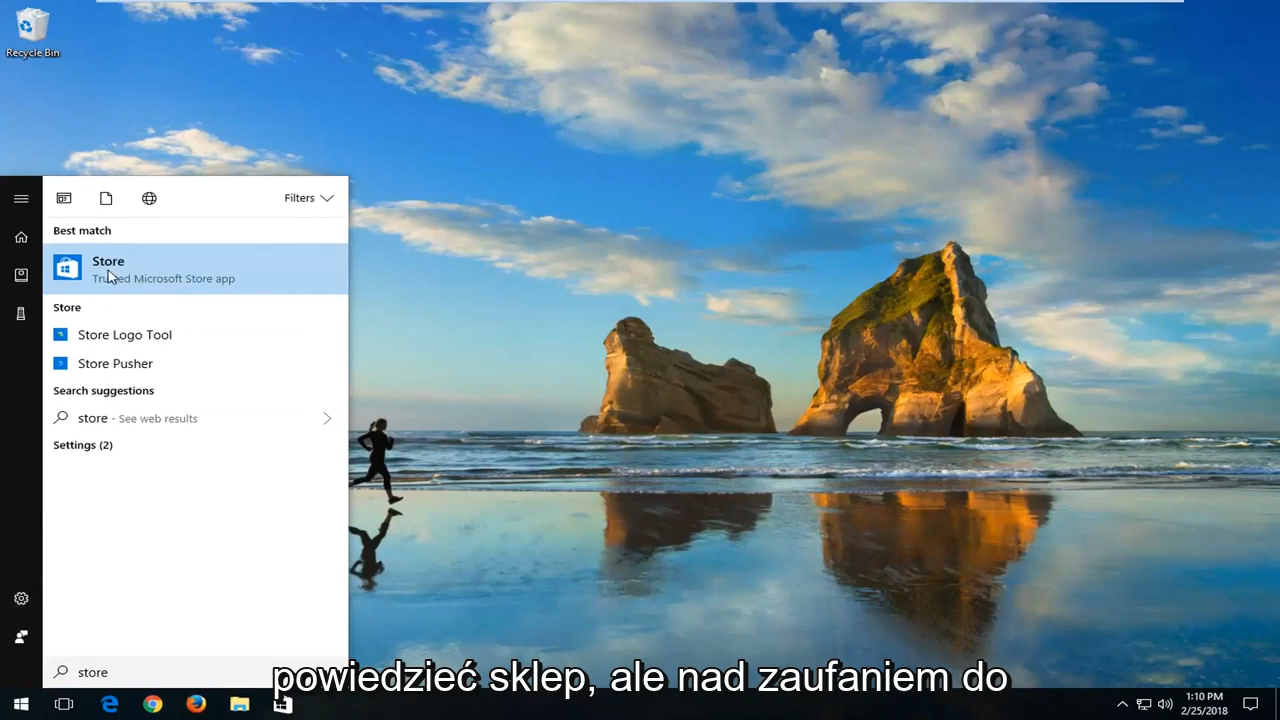 Recycle Bin
Filters
Best match
Store
Trusted Microsoft Store app
Store
Store Logo Tool
Store Pusher
Search suggestions
store - See web results
Settings (2)
store
powiedzieć sklep, ale nad zaufaniem do
1:10 PM
2/25/2018